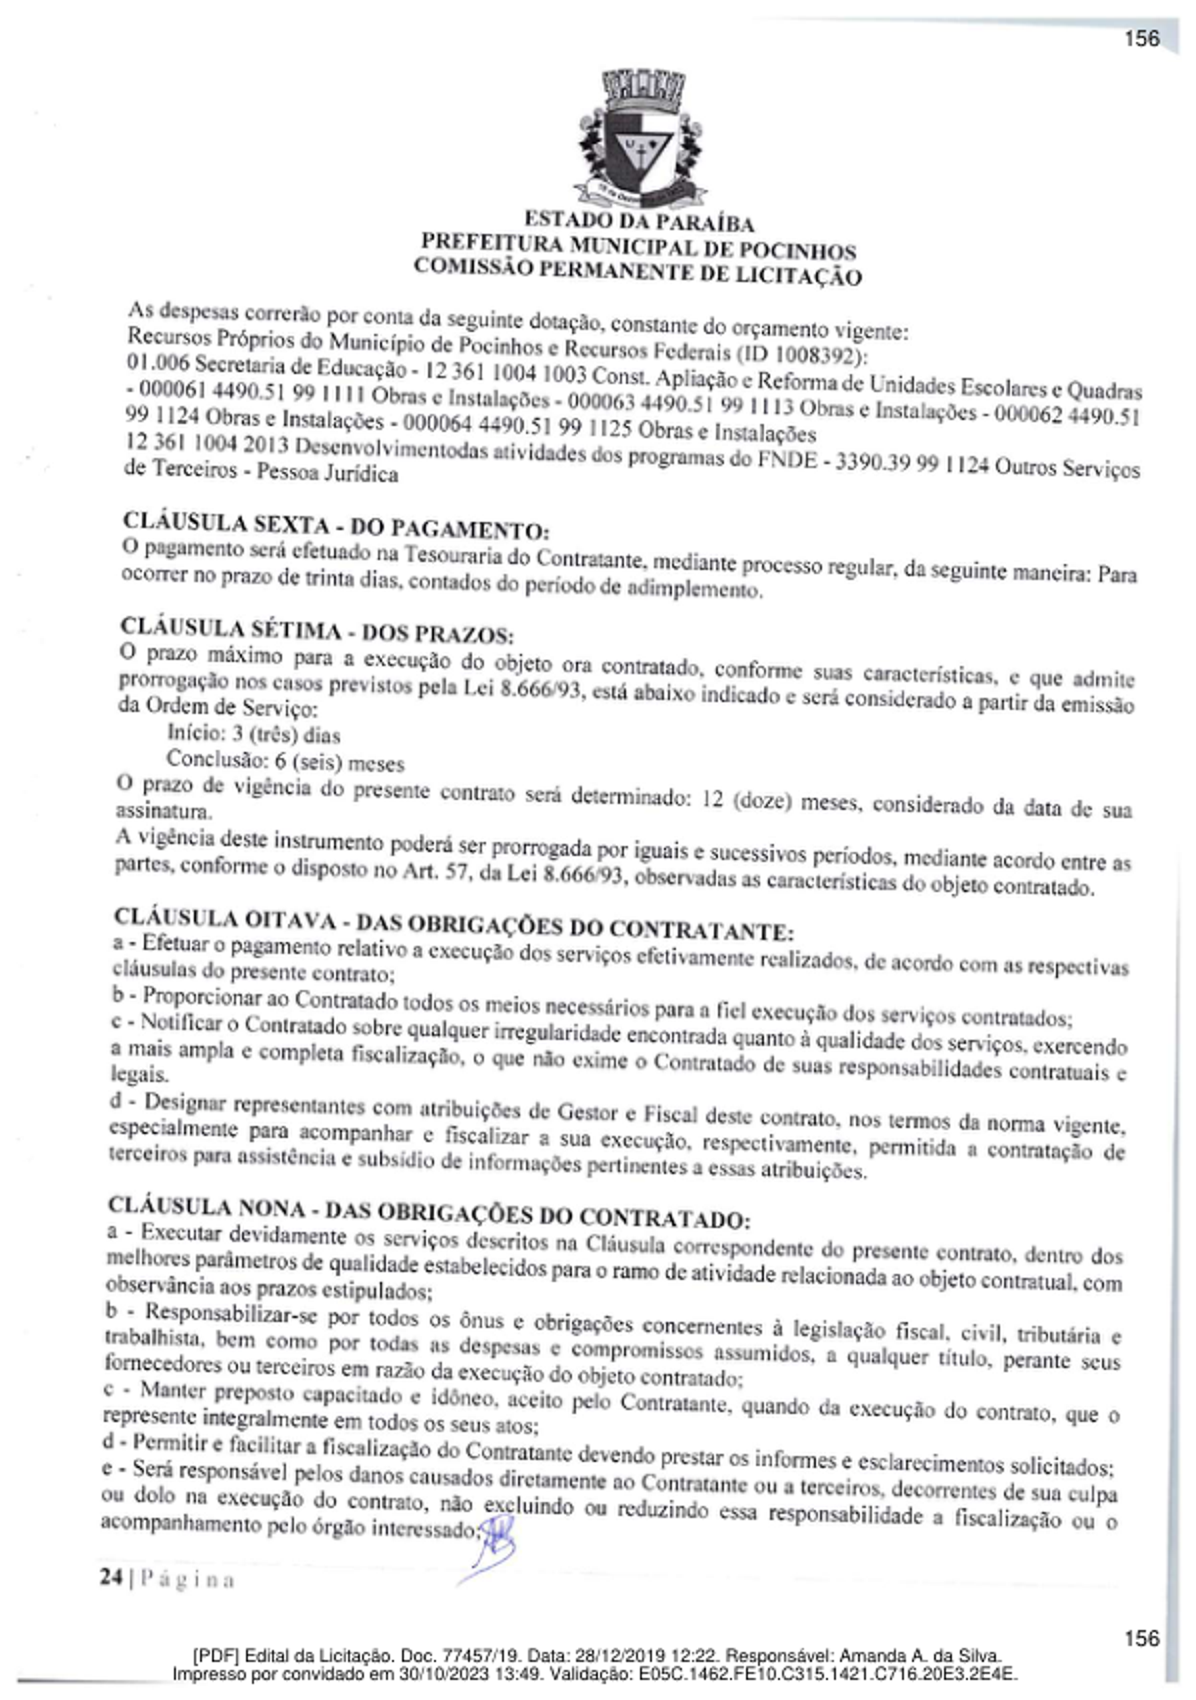 156
ESTADO DA PARAÍBA
PREFEITURA MUNICIPAL DE POCINHOS
COMISSÃO PERMANENTE DE LICITAÇÃO
As despesas correrão por conta da seguinte dotação, constante do orçamento vigente:
Recursos Próprios do Município de Pocinhos e Recursos Federais (ID 1008392):
01.006 Secretaria de Educação - 12 361 1004 1003 Const. Apliação e Reforma de Unidades Escolares e Quadras
- 000061 4490.51 99 1111 Obras e Instalações - 000063 4490.51 99 1113 Obras e Instalações - 000062 4490.51
99 1124 Obras e Instalações - 000064 4490.51 99 1125 Obras e Instalações
12 361 1004 2013 Desenvolvimentodas atividades dos programas do FNDE - 3390.39 99 1124 Outros Serviços
de Terceiros - Pessoa Jurídica
CLÁUSULA SEXTA - DO PAGAMENTO:
O pagamento será efetuado na Tesouraria do Contratante, mediante processo regular, da seguinte maneira: Para
ocorrer no prazo de trinta dias, contados do período de adimplemento.
CLÁUSULA SÉTIMA - DOS PRAZOS:
O prazo máximo para a execução do objeto ora contratado, conforme suas características, e que admite
prorrogação nos casos previstos pela Lei 8.666/93, está abaixo indicado e será considerado a partir da emissão
da Ordem de Serviço:
Início: 3 (três) dias
Conclusão: 6 (seis) meses
O prazo de vigência do presente contrato será determinado: 12 (doze) meses, considerado da data de sua
assinatura.
A vigência deste instrumento poderá ser prorrogada por iguais e sucessivos períodos, mediante acordo entre as
partes, conforme o disposto no Art. 57, da Lei 8.666/93, observadas as características do objeto contratado.
CLÁUSULA OITAVA - DAS OBRIGAÇÕES DO CONTRATANTE:
a - Efetuar o pagamento relativo a execução dos serviços efetivamente realizados, de acordo com as respectivas
cláusulas do presente contrato;
b - Proporcionar ao Contratado todos os meios necessários para a fiel execução dos serviços contratados;
c - Notificar o Contratado sobre qualquer irregularidade encontrada quanto à qualidade dos serviços, exercendo
a mais ampla e completa fiscalização, o que não exime o Contratado de suas responsabilidades contratuais e
legais.
d - Designar representantes com atribuições de Gestor e Fiscal deste contrato, nos termos da norma vigente,
especialmente para acompanhar e fiscalizar a sua execução, respectivamente, permitida a contratação de
terceiros para assistência e subsídio de informações pertinentes a essas atribuições.
CLÁUSULA NONA - DAS OBRIGAÇÕES DO CONTRATADO:
a - Executar devidamente os serviços descritos na Cláusula correspondente do presente contrato, dentro dos
melhores parâmetros de qualidade estabelecidos para o ramo de atividade relacionada ao objeto contratual, com
observância aos prazos estipulados;
b - Responsabilizar-se por todos os ônus e obrigações concernentes à legislação fiscal, civil, tributária e
trabalhista, bem como por todas as despesas e compromissos assumidos, a qualquer título, perante seus
fornecedores ou terceiros em razão da execução do objeto contratado;
c - Manter preposto capacitado e idôneo, aceito pelo Contratante, quando da execução do contrato, que o
represente integralmente em todos os seus atos;
d - Permitir e facilitar a fiscalização do Contratante devendo prestar os informes e esclarecimentos solicitados;
e - Será responsável pelos danos causados diretamente ao Contratante ou a terceiros, decorrentes de sua culpa
ou dolo na execução do contrato, não excluindo ou reduzindo essa responsabilidade a fiscalização ou o
acompanhamento pelo órgão interessado;
24 | Página
156
[PDF] Edital da Licitação. Doc. 77457/19. Data: 28/12/2019 12:22. Responsável: Amanda A. da Silva.
Impresso por convidado em 30/10/2023 13:49. Validação: E05C.1462.FE10.C315.1421.C716.20E3.2E4E.